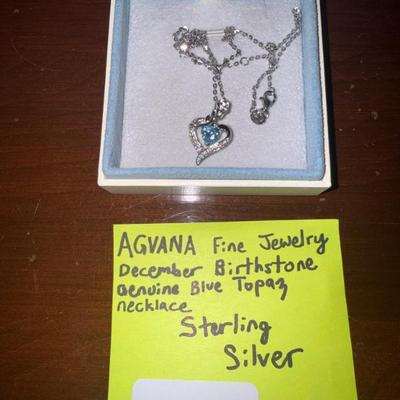 AGVANA Fine Jewelry
December Birthstone
Genuine Blue Topaz
necklace
Sterling
Silver